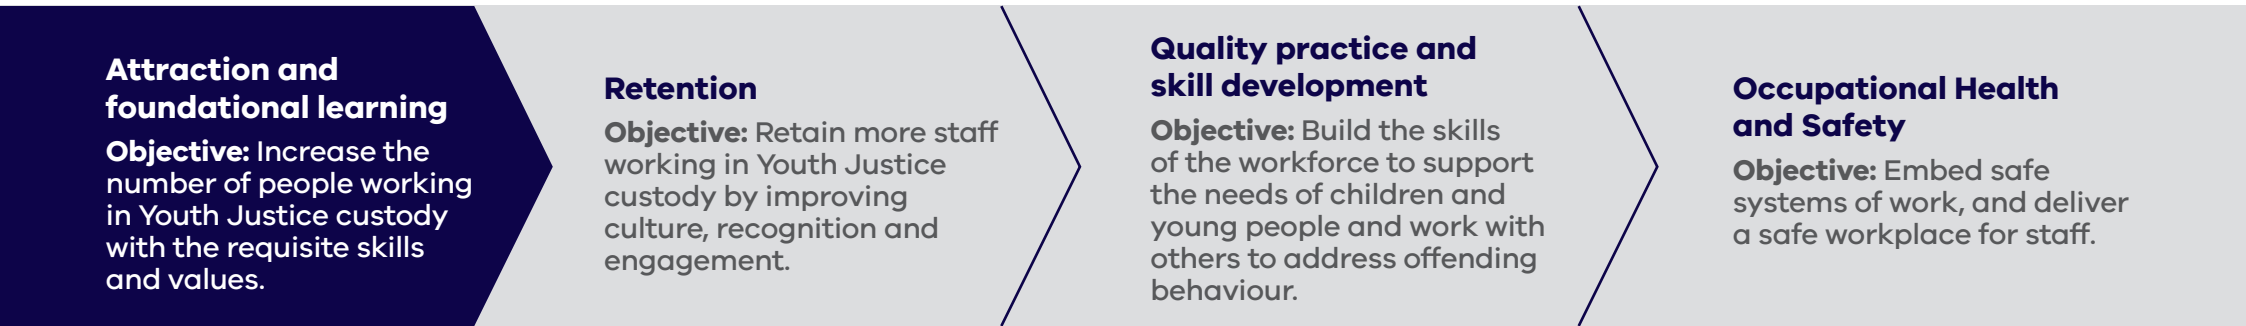 Attraction and
foundational learning
Objective: Increase the
number of people working
in Youth Justice custody
with the requisite skills
and values.
Retention
Objective: Retain more staff
working in Youth Justice
custody by improving
culture, recognition and
engagement.
Quality practice and
skill development
Objective: Build the skills
of the workforce to support
the needs of children and
young people and work with
others to address offending
behaviour.
Occupational Health
and Safety
Objective: Embed safe
systems of work, and deliver
a safe workplace for staff.